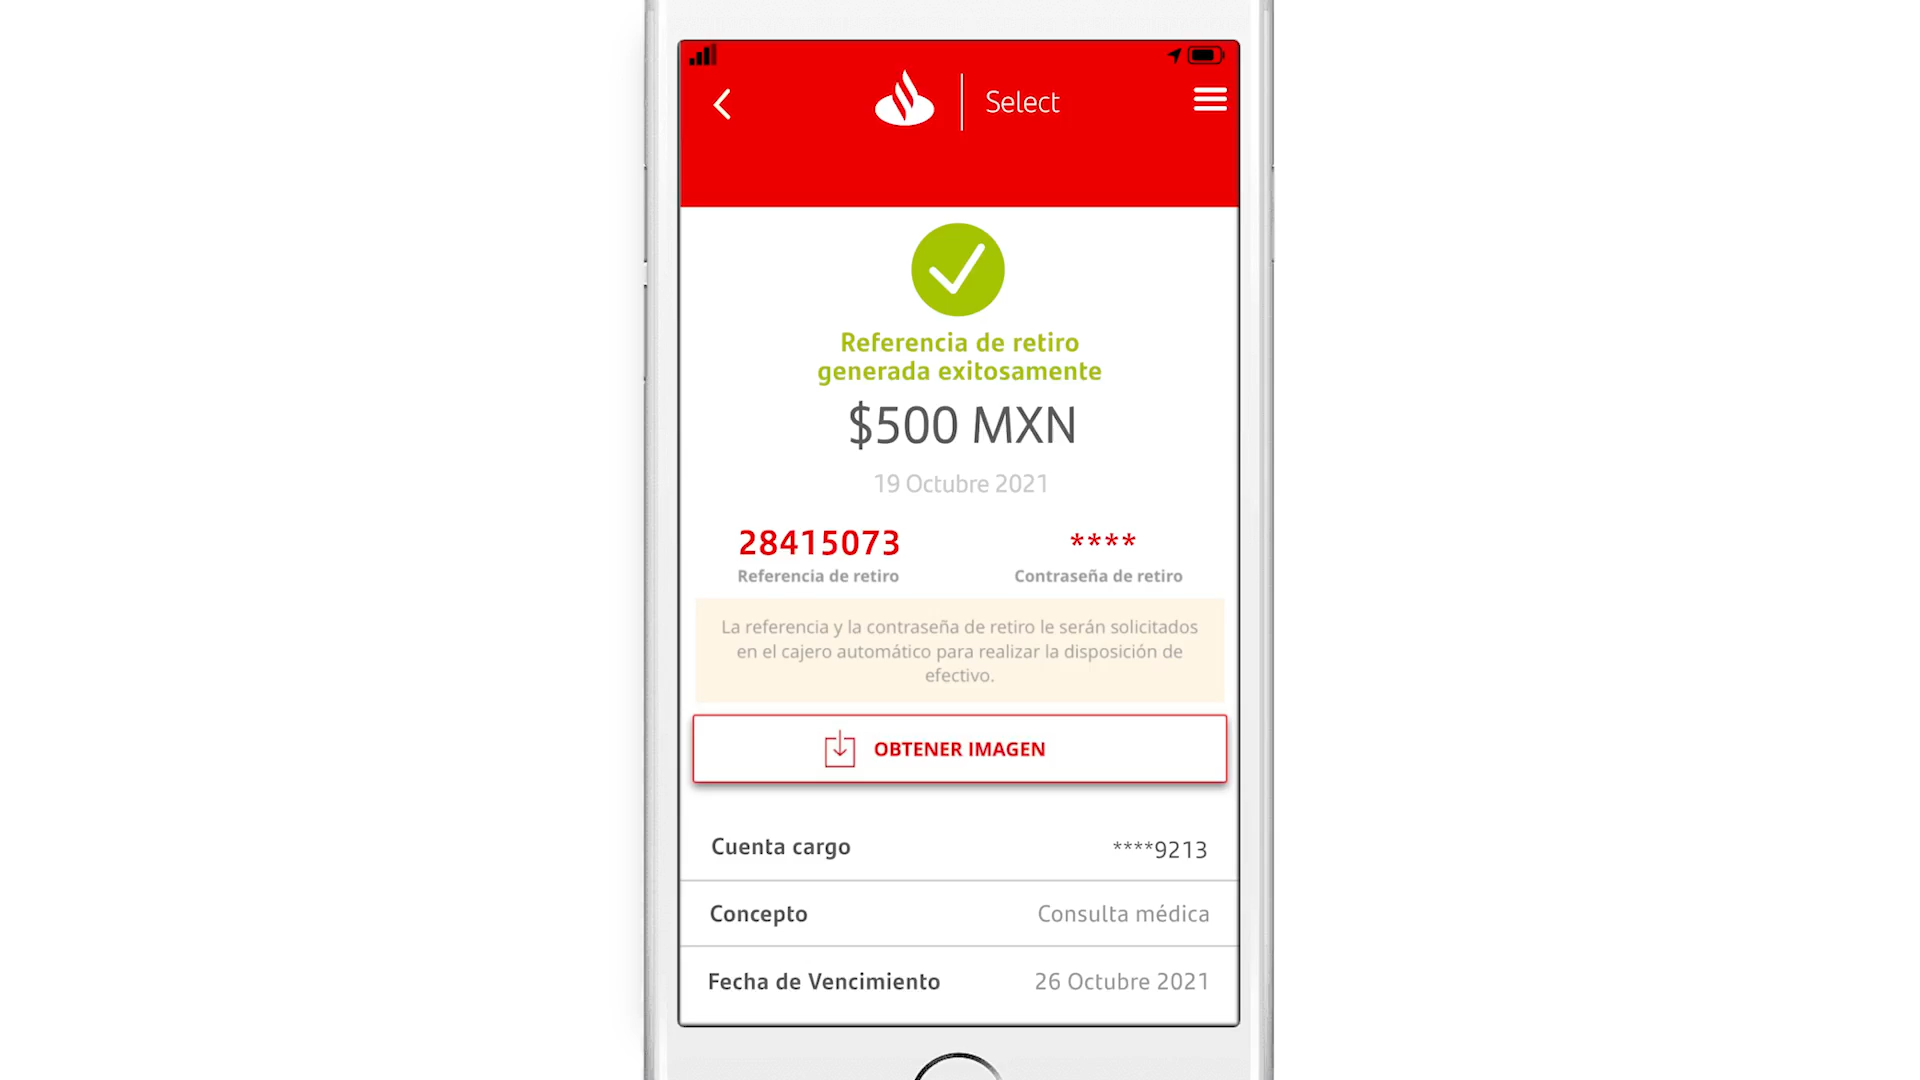 Select
Referencia de retiro
generada exitosamente
$500 MXN
19 Octubre 2021
28415073 ****
Referencia de retiro Contraseña de retiro
La referencia y la contraseña de retiro le serán solicitados
en el cajero automático para realizar la disposición de
efectivo.
OBTENER IMAGEN
Cuenta cargo ****9213
Concepto Consulta médica
Fecha de Vencimiento 26 Octubre 2021